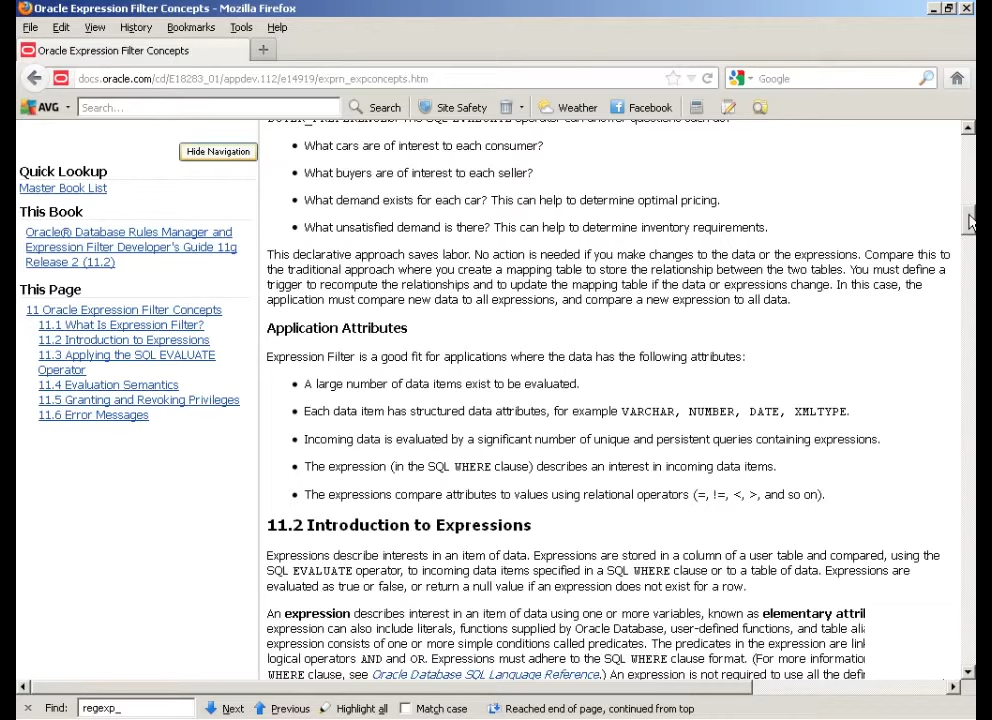 Oracle Expression Filter Concepts - Mozilla Firefox
File Edit View History Bookmarks Tools Help
Oracle Expression Filter Concepts
docs.oracle.com/cd/E18283_01/appdev.112/e14919/exprn_expconcepts.htm
Google
AVG Search... Search Site Safety Weather Facebook
Hide Navigation
Quick Lookup
Master Book List
This Book
Oracle® Database Rules Manager and
Expression Filter Developer's Guide 11g
Release 2 (11.2)
This Page
11 Oracle Expression Filter Concepts
11.1 What Is Expression Filter?
11.2 Introduction to Expressions
11.3 Applying the SQL EVALUATE
Operator
11.4 Evaluation Semantics
11.5 Granting and Revoking Privileges
11.6 Error Messages
• What cars are of interest to each consumer?
• What buyers are of interest to each seller?
• What demand exists for each car? This can help to determine optimal pricing.
• What unsatisfied demand is there? This can help to determine inventory requirements.
This declarative approach saves labor. No action is needed if you make changes to the data or the expressions. Compare this to
the traditional approach where you create a mapping table to store the relationship between the two tables. You must define a
trigger to recompute the relationships and to update the mapping table if the data or expressions change. In this case, the
application must compare new data to all expressions, and compare a new expression to all data.
Application Attributes
Expression Filter is a good fit for applications where the data has the following attributes:
• A large number of data items exist to be evaluated.
• Each data item has structured data attributes, for example VARCHAR, NUMBER, DATE, XMLTYPE.
• Incoming data is evaluated by a significant number of unique and persistent queries containing expressions.
• The expression (in the SQL WHERE clause) describes an interest in incoming data items.
• The expressions compare attributes to values using relational operators (=, !=, <, >, and so on).
11.2 Introduction to Expressions
Expressions describe interests in an item of data. Expressions are stored in a column of a user table and compared, using the
SQL EVALUATE operator, to incoming data items specified in a SQL WHERE clause or to a table of data. Expressions are
evaluated as true or false, or return a null value if an expression does not exist for a row.
An expression describes interest in an item of data using one or more variables, known as elementary attri
expression can also include literals, functions supplied by Oracle Database, user-defined functions, and table ali
expression consists of one or more simple conditions called predicates. The predicates in the expression are lin
logical operators AND and OR. Expressions must adhere to the SQL WHERE clause format. (For more informatio
WHERE clause, see Oracle Database SQL Language Reference.) An expression is not required to use all the defi
Find: regexp_ Next Previous Highlight all Match case Reached end of page, continued from top